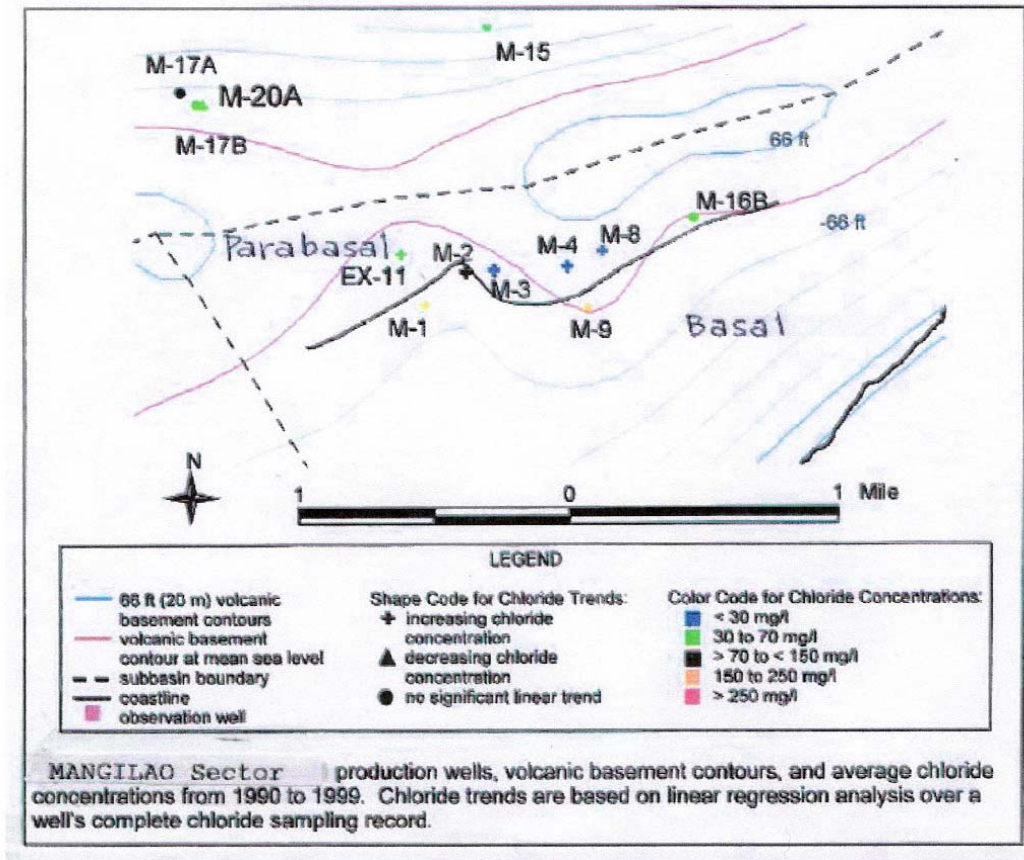 M-15
M-17A
M-20A
M-17B
66 ft
M-16B
-66 ft
Parabasal
M-2
M-4
M-8
EX-11
M-3
M-1
M-9
Basal
N
1 0 1 Mile
LEGEND
66 ft (20 m) volcanic
basement contours
volcanic basement
contour at mean sea level
subbasin boundary
coastline
observation well
Shape Code for Chloride Trends:
increasing chloride
concentration
decreasing chloride
concentration
no significant linear trend
Color Code for Chloride Concentrations:
< 30 mg/l
30 to 70 mg/l
> 70 to < 150 mg/l
150 to 250 mg/l
> 250 mg/l
MANGILAO Sector production wells, volcanic basement contours, and average chloride
concentrations from 1990 to 1999. Chloride trends are based on linear regression analysis over a
well's complete chloride sampling record.